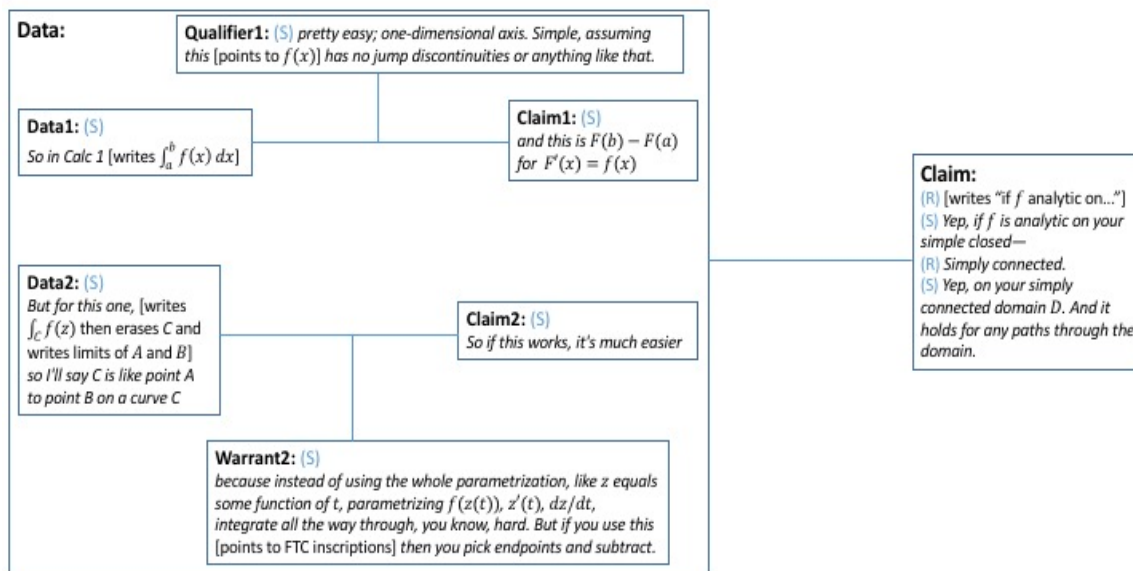 Data:
Qualifier1: (S) pretty easy; one-dimensional axis. Simple, assuming
this [points to f(x)] has no jump discontinuities or anything like that.
Data1: (S)
So in Calc 1 [writes ∫_a^b f(x) dx]
Claim1: (S)
and this is F(b) − F(a)
for F′(x) = f(x)
Data2: (S)
But for this one, [writes
∫_C f(z) then erases C and
writes limits of A and B]
so I'll say C is like point A
to point B on a curve C
Claim2: (S)
So if this works, it's much easier
Warrant2: (S)
because instead of using the whole parametrization, like z equals
some function of t, parametrizing f(z(t)), z′(t), dz/dt,
integrate all the way through, you know, hard. But if you use this
[points to FTC inscriptions] then you pick endpoints and subtract.
Claim:
(R) [writes "if f analytic on..."]
(S) Yep, if f is analytic on your
simple closed—
(R) Simply connected.
(S) Yep, on your simply
connected domain D. And it
holds for any paths through the
domain.